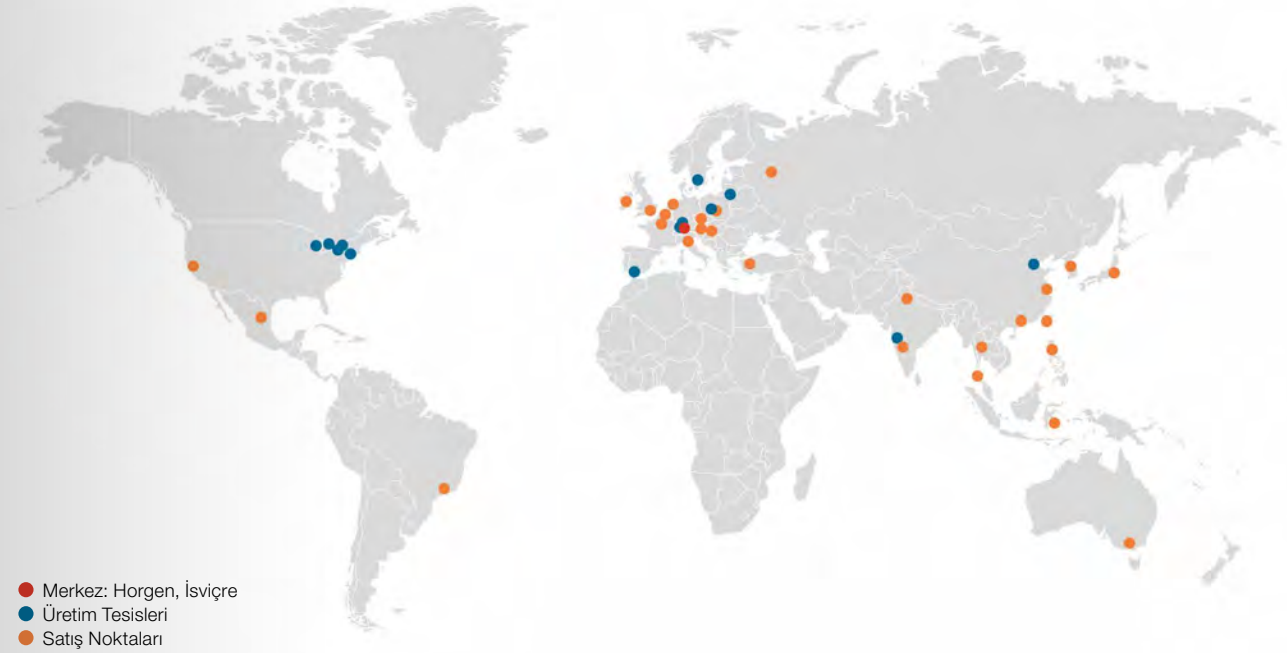 Merkez: Horgen, İsviçre
Üretim Tesisleri
Satış Noktaları